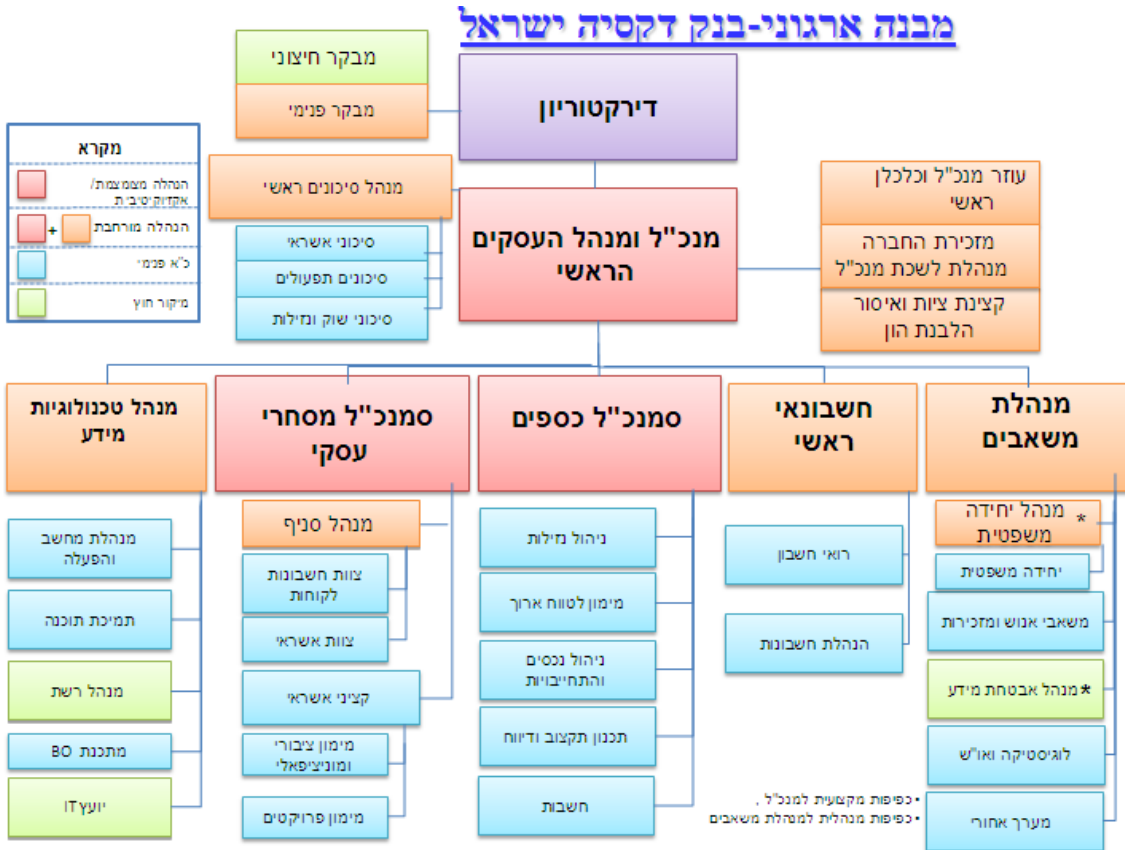 מבנה ארגוני-בנק דקסיה ישראל
מבקר חיצוני
מבקר פנימי
דירקטוריון
מקרא
הנהלה מצומצמת/
אקזיקיטיבית
הנהלה מורחבת
+
כ"א פנימי
מיקור חוץ
מנהל סיכונים ראשי
סיכוני אשראי
סיכונים תפעולים
סיכוני שוק ונזילות
מנכ"ל ומנהל העסקים
הראשי
עוזר מנכ"ל וכלכלן
ראשי
מזכירת החברה
מנהלת לשכת מנכ"ל
קצינת ציות ואיסור
הלבנת הון
מנהלת
משאבים
* מנהל יחידה
משפטית
יחידה משפטית
משאבי אנוש ומזכירות
*מנהל אבטחת מידע
לוגיסטיקה ואו"ש
מערך אחורי
חשבונאי
ראשי
רואי חשבון
הנהלת חשבונות
סמנכ"ל כספים
ניהול נזילות
מימון לטווח ארוך
ניהול נכסים
והתחייבויות
תכנון תקצוב ודיווח
חשבות
סמנכ"ל מסחרי
עסקי
מנהל סניף
צוות חשבונות
לקוחות
צוות אשראי
קציני אשראי
מימון ציבורי
ומוניציפאלי
מימון פרויקטים
מנהל טכנולוגיות
מידע
מנהלת מחשב
והפעלה
תמיכת תוכנה
מנהל רשת
מתכנת BO
יועץIT
•כפיפות מקצועית למנכ"ל .
•כפיפות מנהלית למנהלת משאבים